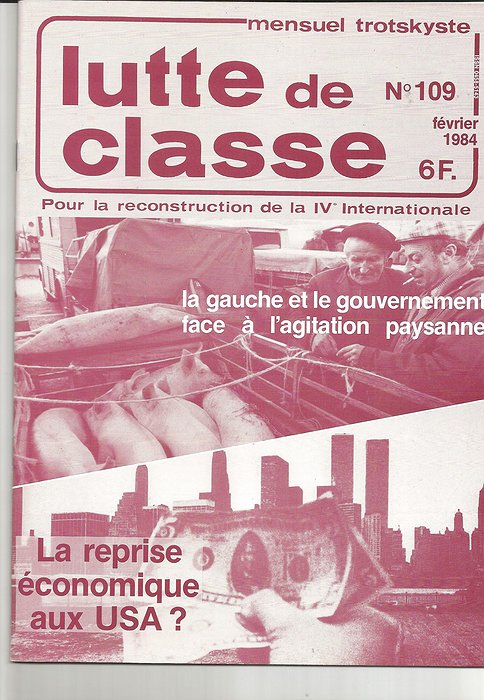 mensuel trotskyste
lutte de
classe
N° 109
février
1984
6F.
Pour la reconstruction de la IVe Internationale
la gauche et le gouvernement
face à l'agitation paysanne
La reprise
économique
aux USA ?